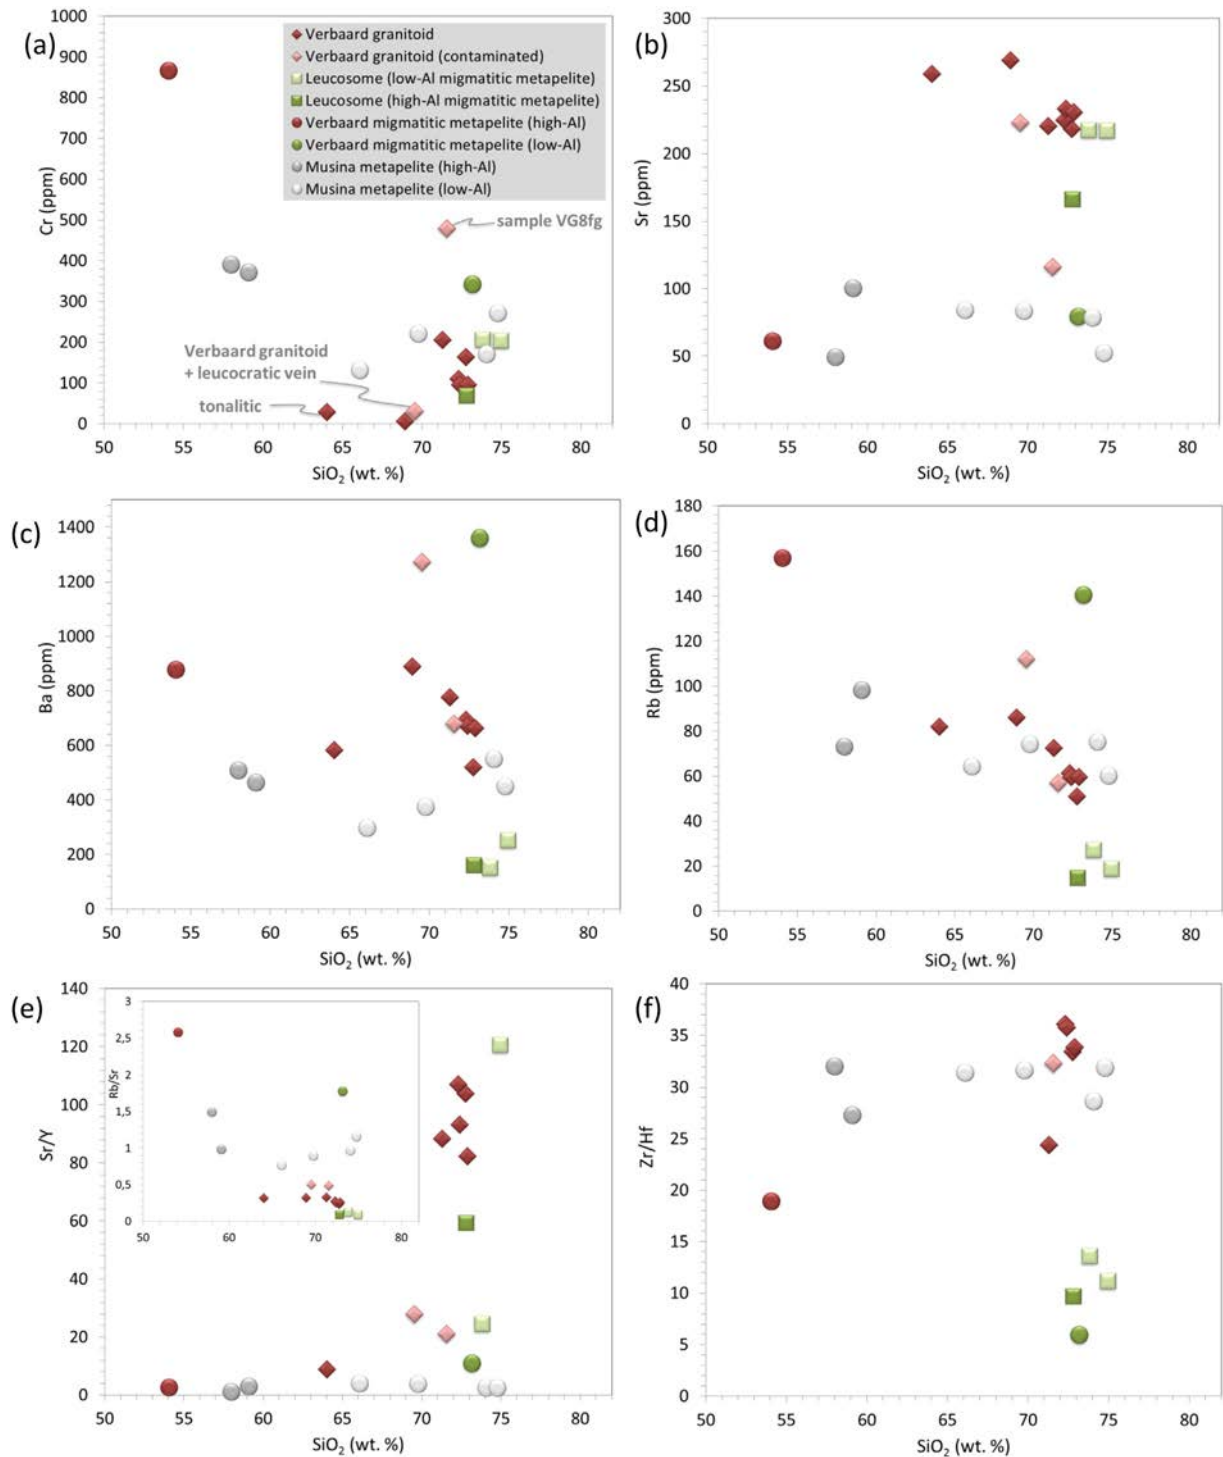 (a)
1000
900
800
700
600
500
400
300
200
100
0
Cr (ppm)
Verbaard granitoid
Verbaard granitoid (contaminated)
Leucosome (low-Al migmatitic metapelite)
Leucosome (high-Al migmatitic metapelite)
Verbaard migmatitic metapelite (high-Al)
Verbaard migmatitic metapelite (low-Al)
Musina metapelite (high-Al)
Musina metapelite (low-Al)
sample VG8fg
Verbaard granitoid
+ leucocratic vein
tonalitic
50 55 60 65 70 75 80
SiO2 (wt. %)
(b)
300
250
200
150
100
50
0
Sr (ppm)
50 55 60 65 70 75 80
SiO2 (wt. %)
(c)
1400
1200
1000
800
600
400
200
0
Ba (ppm)
50 55 60 65 70 75 80
SiO2 (wt. %)
(d)
180
160
140
120
100
80
60
40
20
0
Rb (ppm)
50 55 60 65 70 75 80
SiO2 (wt. %)
(e)
140
120
100
80
60
40
20
0
Sr/Y
3
2,5
2
1,5
1
0,5
0
Rb/Sr
50 60 70 80
50 55 60 65 70 75 80
SiO2 (wt. %)
(f)
40
35
30
25
20
15
10
5
0
Zr/Hf
50 55 60 65 70 75 80
SiO2 (wt. %)